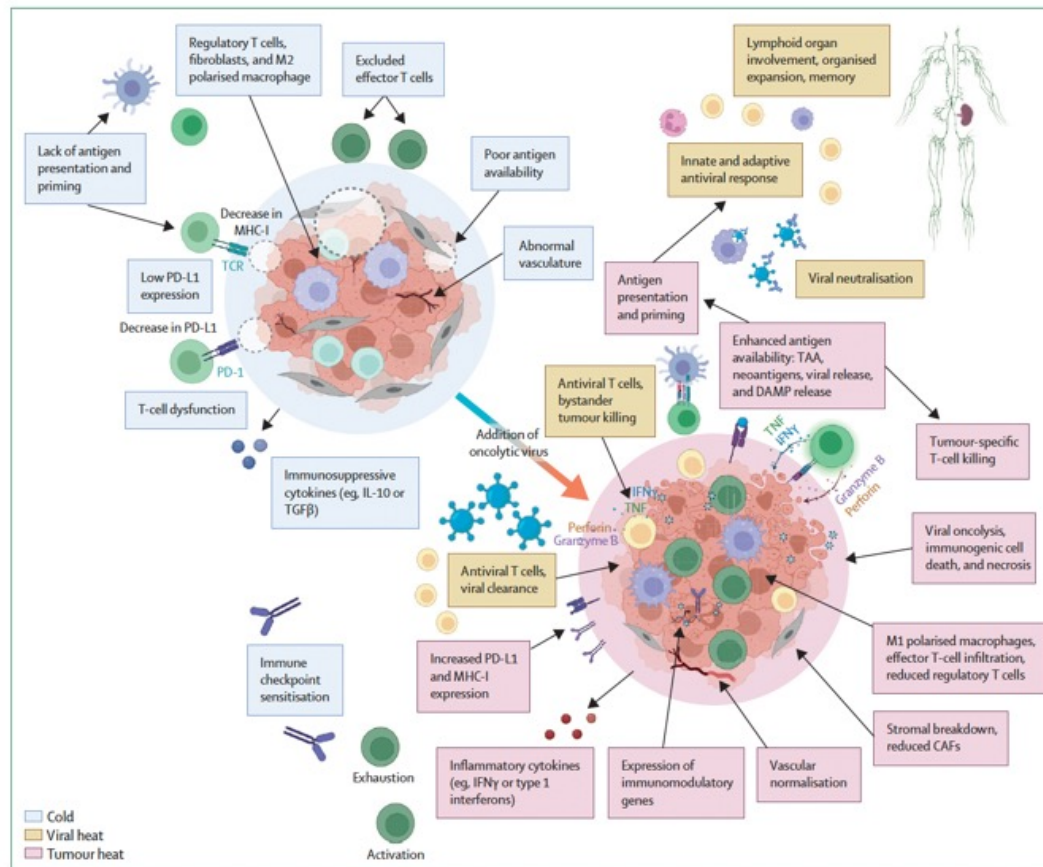 Regulatory T cells,
fibroblasts, and M2
polarised macrophage
Excluded
effector T cells
Lymphoid organ
involvement, organised
expansion, memory
Lack of antigen
presentation and
priming
Poor antigen
availability
Innate and adaptive
antiviral response
Decrease in
MHC-I
TCR
Abnormal
vasculature
Low PD-L1
expression
Antigen
presentation
and priming
Viral neutralisation
Decrease in PD-L1
PD-1
Enhanced antigen
availability: TAA,
neoantigens, viral release,
and DAMP release
T-cell dysfunction
Antiviral T cells,
bystander
tumour killing
Addition of
oncolytic virus
TNF
IFNγ
Granzyme B
Perforin
Tumour-specific
T-cell killing
Immunosuppressive
cytokines (eg, IL-10 or
TGFβ)
IFNγ
TNF
Perforin
Granzyme B
Viral oncolysis,
immunogenic cell
death, and necrosis
Antiviral T cells,
viral clearance
M1 polarised macrophages,
effector T-cell infiltration,
reduced regulatory T cells
Immune
checkpoint
sensitisation
Increased PD-L1
and MHC-I
expression
Stromal breakdown,
reduced CAFs
Exhaustion
Inflammatory cytokines
(eg, IFNγ or type 1
interferons)
Expression of
immunomodulatory
genes
Vascular
normalisation
Activation
Cold
Viral heat
Tumour heat